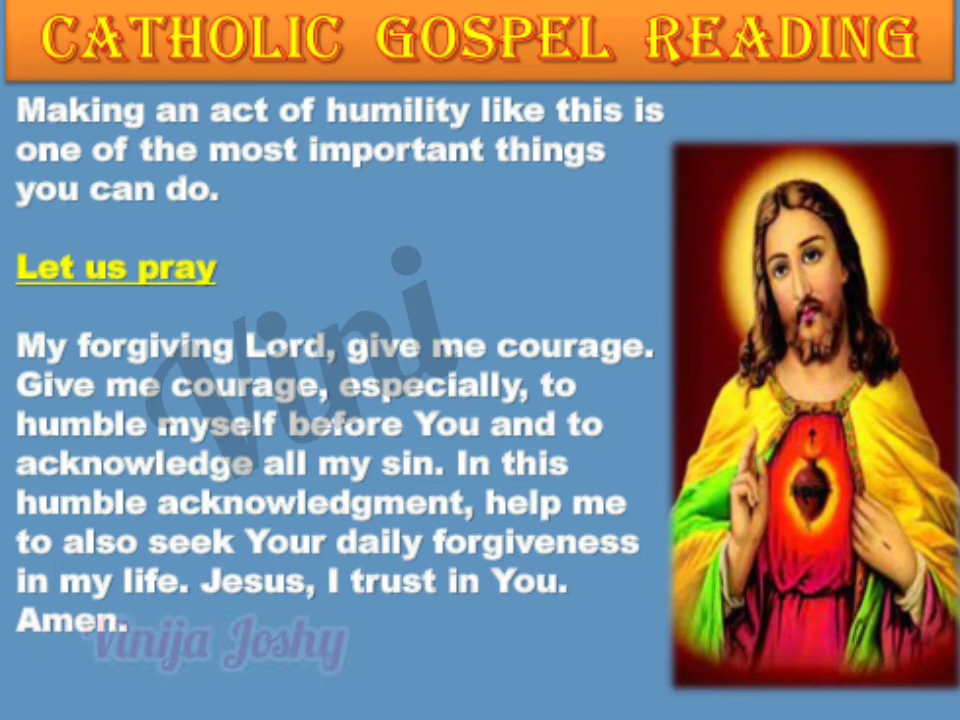 CATHOLIC GOSPEL READING
Making an act of humility like this is
one of the most important things
you can do.
Let us pray
My forgiving Lord, give me courage.
Give me courage, especially, to
humble myself before You and to
acknowledge all my sin. In this
humble acknowledgment, help me
to also seek Your daily forgiveness
in my life. Jesus, I trust in You.
Amen.
Vini
Vinija Joshy